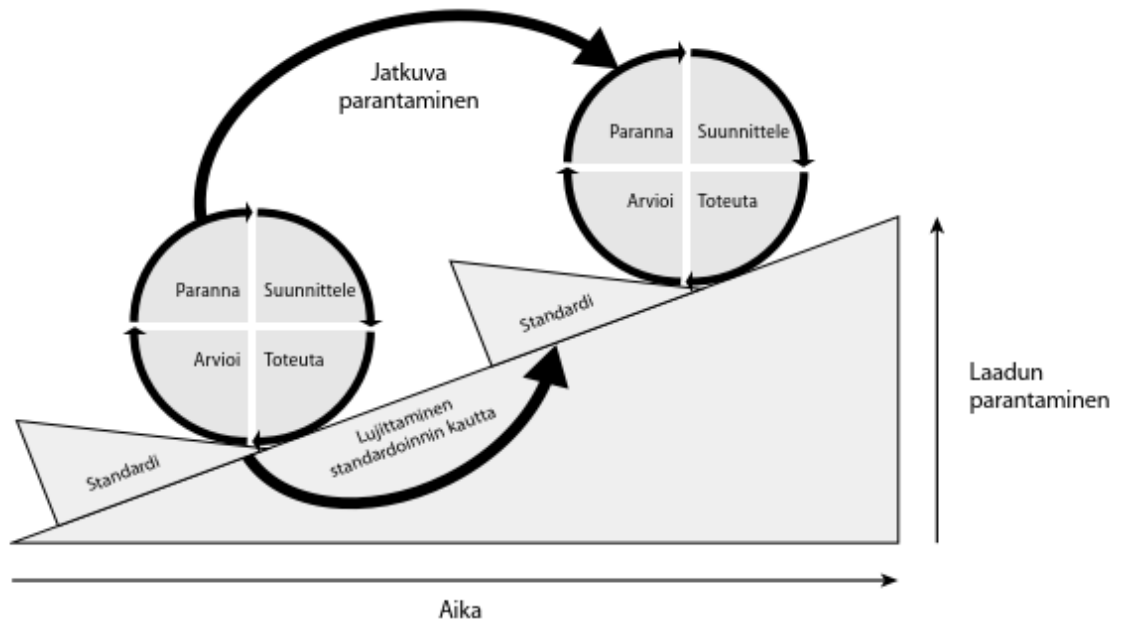 Jatkuva
parantaminen
Paranna
Suunnittele
Arvioi
Toteuta
Paranna
Suunnittele
Arvioi
Toteuta
Standardi
Standardi
Lujittaminen
standardoinnin kautta
Laadun
parantaminen
Aika